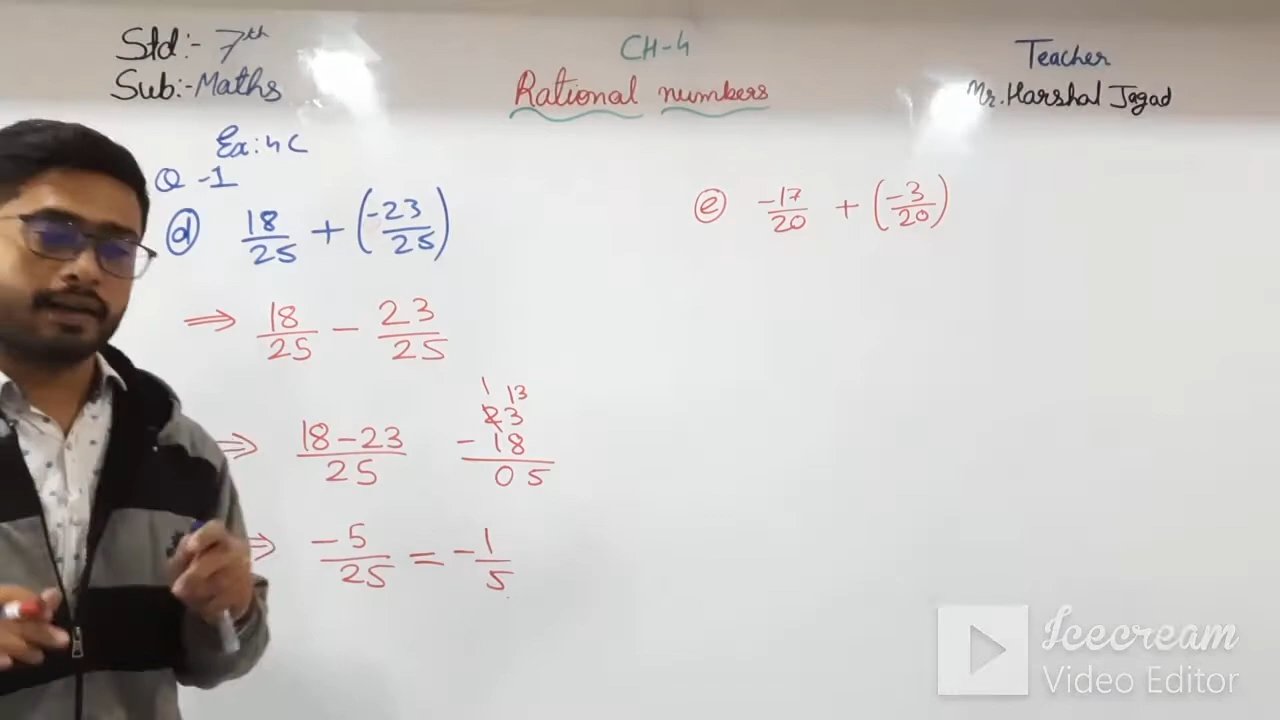 Std:- 7th
Sub:- Maths
CH-4
Rational numbers
Teacher
Mr. Harshal Jagad
Ex: 4C
Q-1
(d) 18/25 + (-23/25)
⇒ 18/25 - 23/25
⇒ 18-23/25
1 13
23
- 18
05
⇒ -5/25 = -1/5
(e) -17/20 + (-3/20)
Icecream
Video Editor